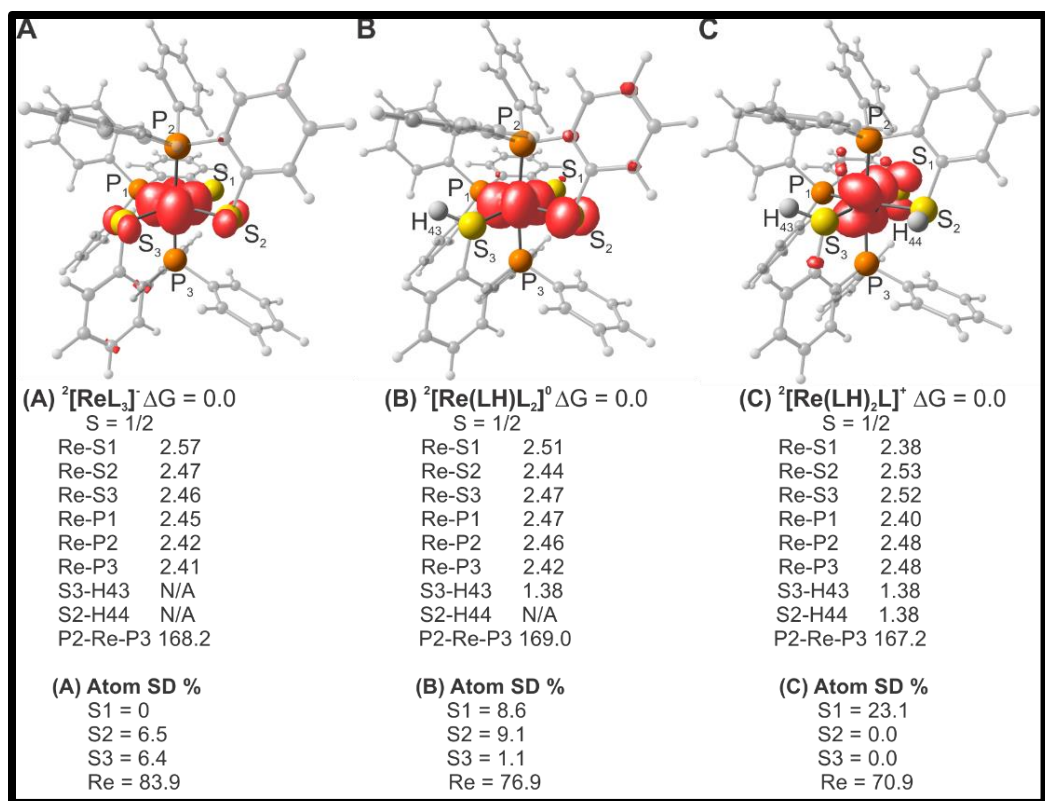 A
B
C
P₂
P₂
P₂
P₁
S₁
P₁
S₁
P₁
S₁
S₃
S₂
H₄₃
S₃
S₂
H₄₃
S₃
H₄₄
S₂
P₃
P₃
P₃
(A) ²[ReL₃]⁻ ΔG = 0.0
S = 1/2
Re-S1 2.57
Re-S2 2.47
Re-S3 2.46
Re-P1 2.45
Re-P2 2.42
Re-P3 2.41
S3-H43 N/A
S2-H44 N/A
P2-Re-P3 168.2
(B) ²[Re(LH)L₂]⁰ ΔG = 0.0
S = 1/2
Re-S1 2.51
Re-S2 2.44
Re-S3 2.47
Re-P1 2.47
Re-P2 2.46
Re-P3 2.42
S3-H43 1.38
S2-H44 N/A
P2-Re-P3 169.0
(C) ²[Re(LH)₂L]⁺ ΔG = 0.0
S = 1/2
Re-S1 2.38
Re-S2 2.53
Re-S3 2.52
Re-P1 2.40
Re-P2 2.48
Re-P3 2.48
S3-H43 1.38
S2-H44 1.38
P2-Re-P3 167.2
(A) Atom SD %
S1 = 0
S2 = 6.5
S3 = 6.4
Re = 83.9
(B) Atom SD %
S1 = 8.6
S2 = 9.1
S3 = 1.1
Re = 76.9
(C) Atom SD %
S1 = 23.1
S2 = 0.0
S3 = 0.0
Re = 70.9